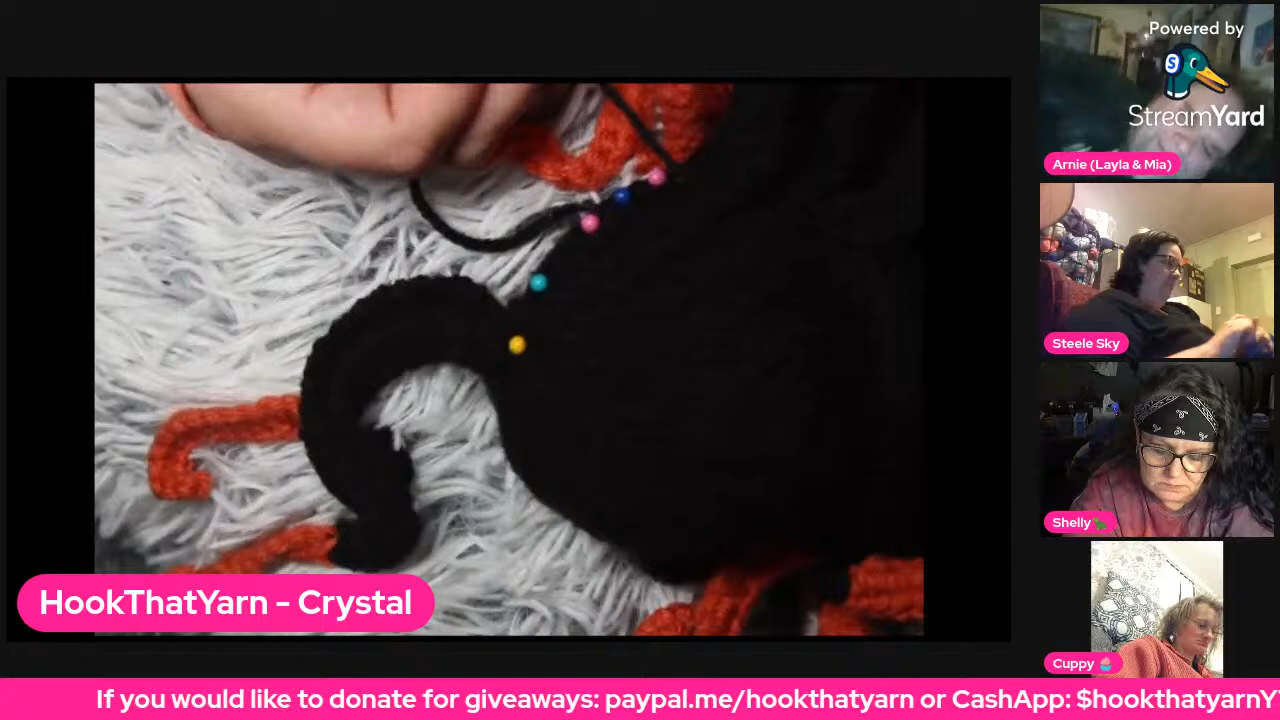 Powered by
S
StreamYard
Arnie (Layla & Mia)
Steele Sky
Shelly🦖
HookThatYarn - Crystal
Cuppy 🧁
If you would like to donate for giveaways: paypal.me/hookthatyarn or CashApp: $hookthatyarnY